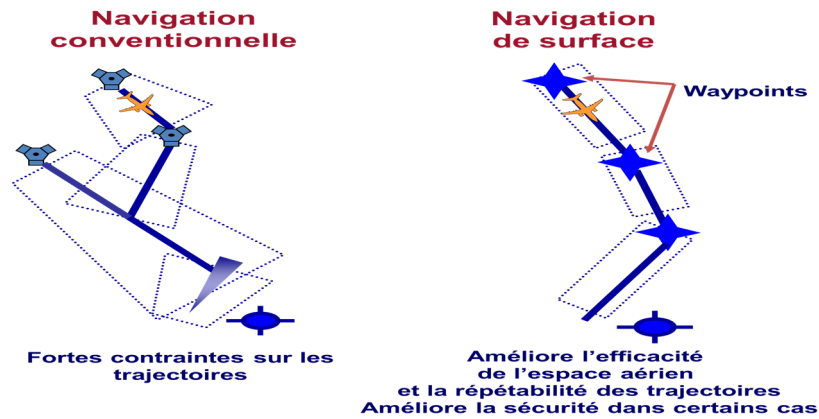 Navigation
conventionnelle
Navigation
de surface
Waypoints
Fortes contraintes sur les
trajectoires
Améliore l'efficacité
de l'espace aérien
et la répétabilité des trajectoires
Améliore la sécurité dans certains cas